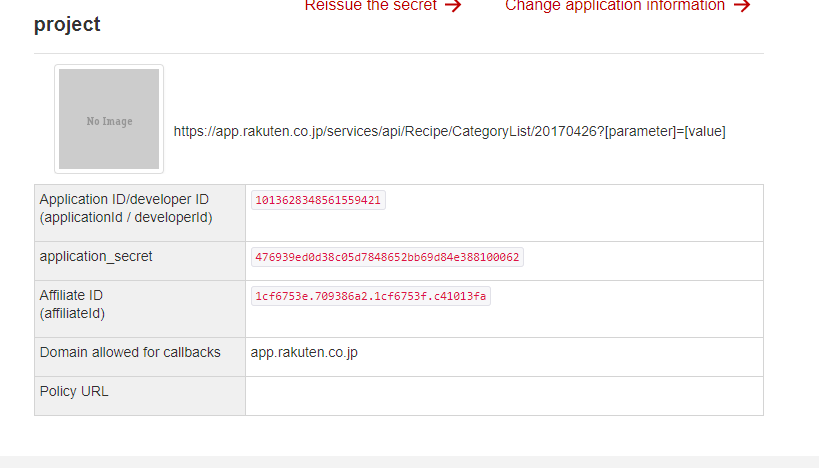 Reissue the secret →
Change application information →
project
No Image
https://app.rakuten.co.jp/services/api/Recipe/CategoryList/20170426?[parameter]=[value]
Application ID/developer ID
(applicationId / developerId)
1013628348561559421
application_secret
476939ed0d38c05d7848652bb69d84e388100062
Affiliate ID
(affiliateId)
1cf6753e.709386a2.1cf6753f.c41013fa
Domain allowed for callbacks
app.rakuten.co.jp
Policy URL